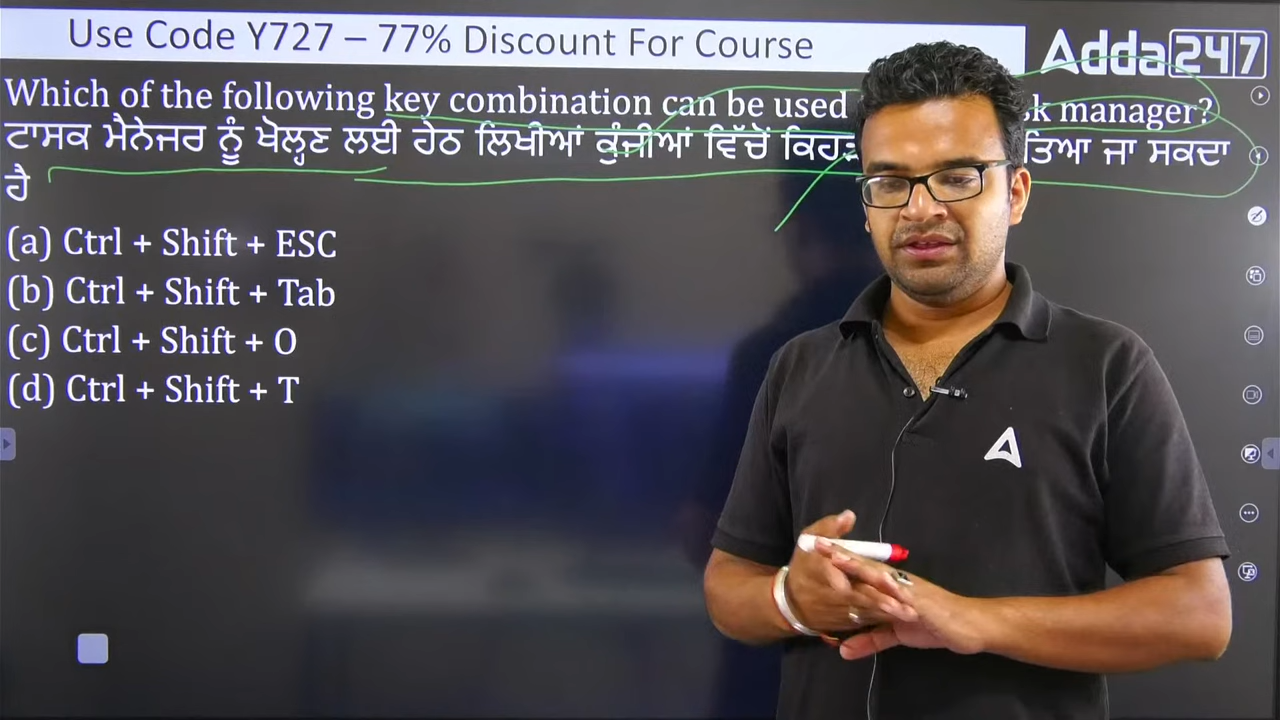 Use Code Y727 – 77% Discount For Course
Adda247
Which of the following key combination can be used manager?
ਟਾਸਕ ਮੈਨੇਜਰ ਨੂੰ ਖੋਲ੍ਹਣ ਲਈ ਹੇਠ ਲਿਖੀਆਂ ਕੁੰਜੀਆਂ ਵਿੱਚੋਂ ਜਾ ਸਕਦਾ
ਹੈ
(a) Ctrl + Shift + ESC
(b) Ctrl + Shift + Tab
(c) Ctrl + Shift + O
(d) Ctrl + Shift + T